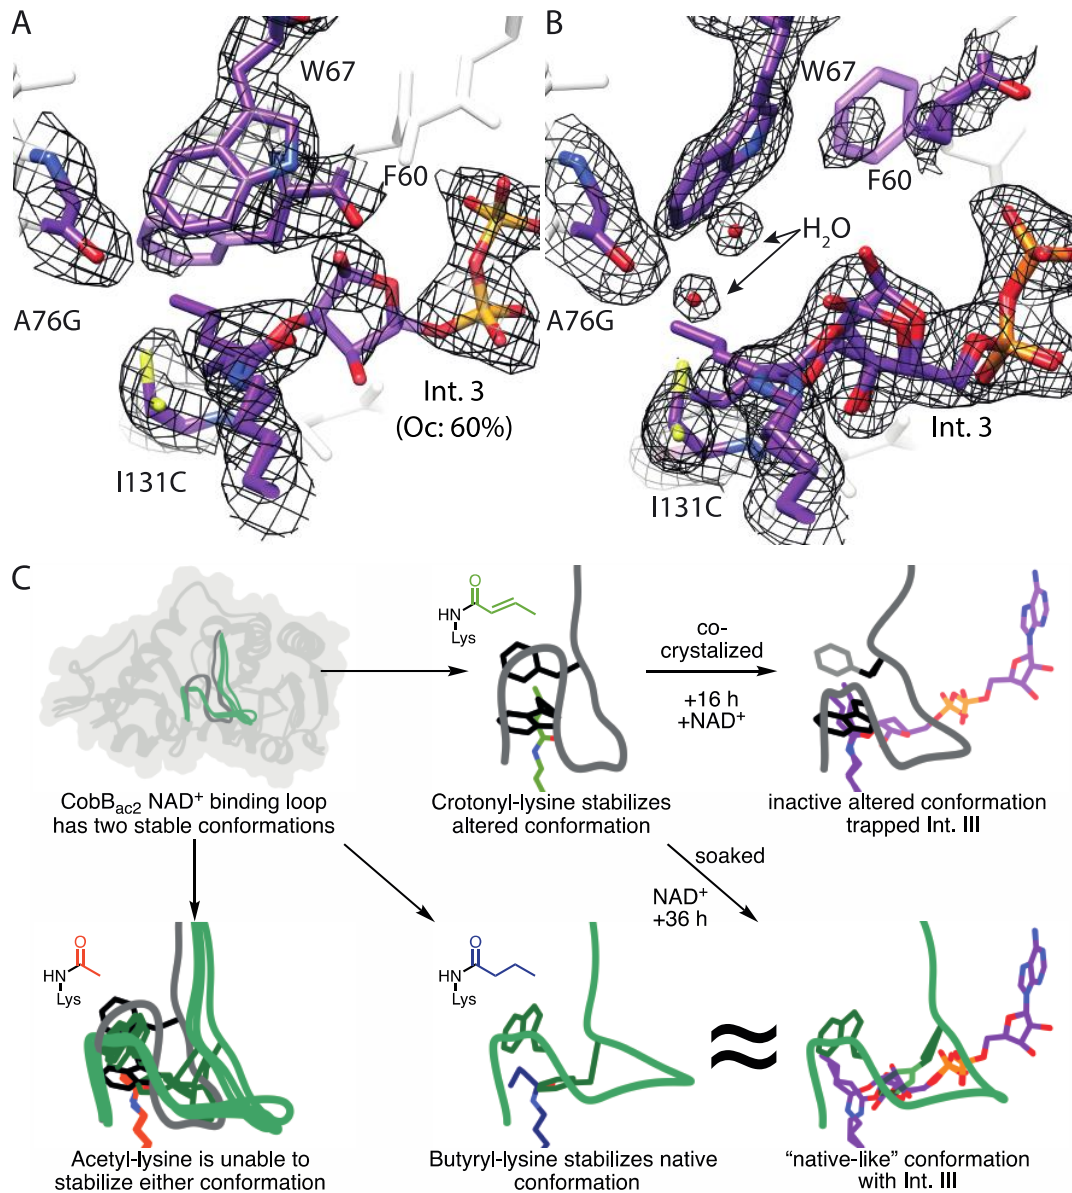 A
W67
F60
A76G
Int. 3
(Oc: 60%)
I131C
B
W67
F60
H₂O
A76G
Int. 3
I131C
C
CobBac2 NAD⁺ binding loop
has two stable conformations
O
HN
Lys
Crotonyl-lysine stabilizes
altered conformation
co-
crystalized
+16 h
+NAD⁺
inactive altered conformation
trapped Int. III
soaked
NAD⁺
+36 h
O
HN
Lys
Acetyl-lysine is unable to
stabilize either conformation
O
HN
Lys
Butyryl-lysine stabilizes native
conformation
≈
“native-like” conformation
with Int. III